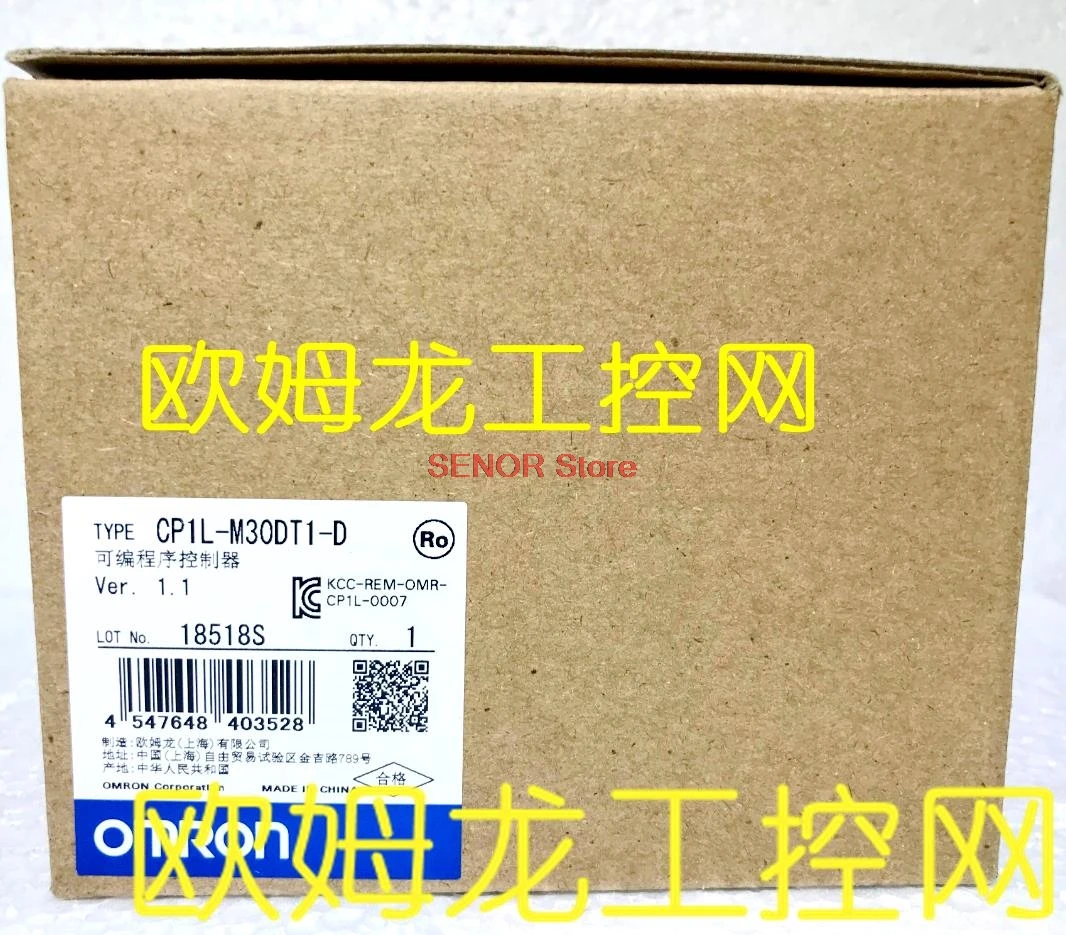 欧姆龙工控网
SENOR Store
TYPE CP1L-M30DT1-D
Ro
可编程序控制器
Ver. 1.1
KCC-REM-OMR-
CP1L-0007
LOT No. 18518S QTY. 1
4 547648 403528
制造:欧姆龙(上海)有限公司
地址:中国(上海)自由贸易试验区金吉路789号
产地:中华人民共和国
合格
OMRON Corporation MADE IN CHINA
OMRON
欧姆龙工控网